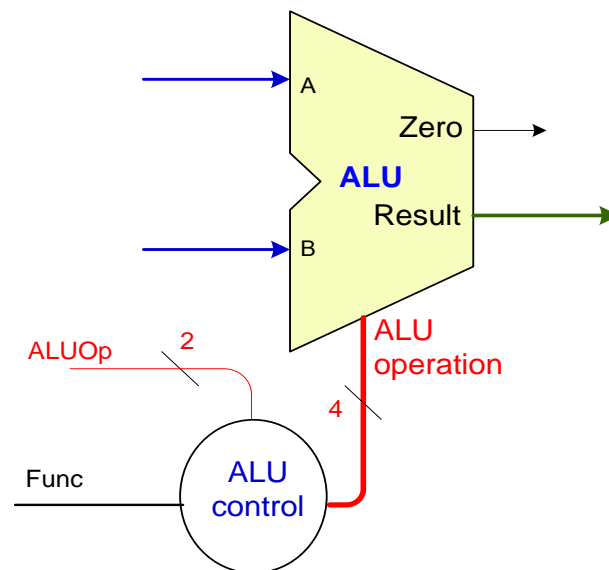 A
Zero
ALU
Result
B
2
ALUOp
ALU
operation
4
Func
ALU
control